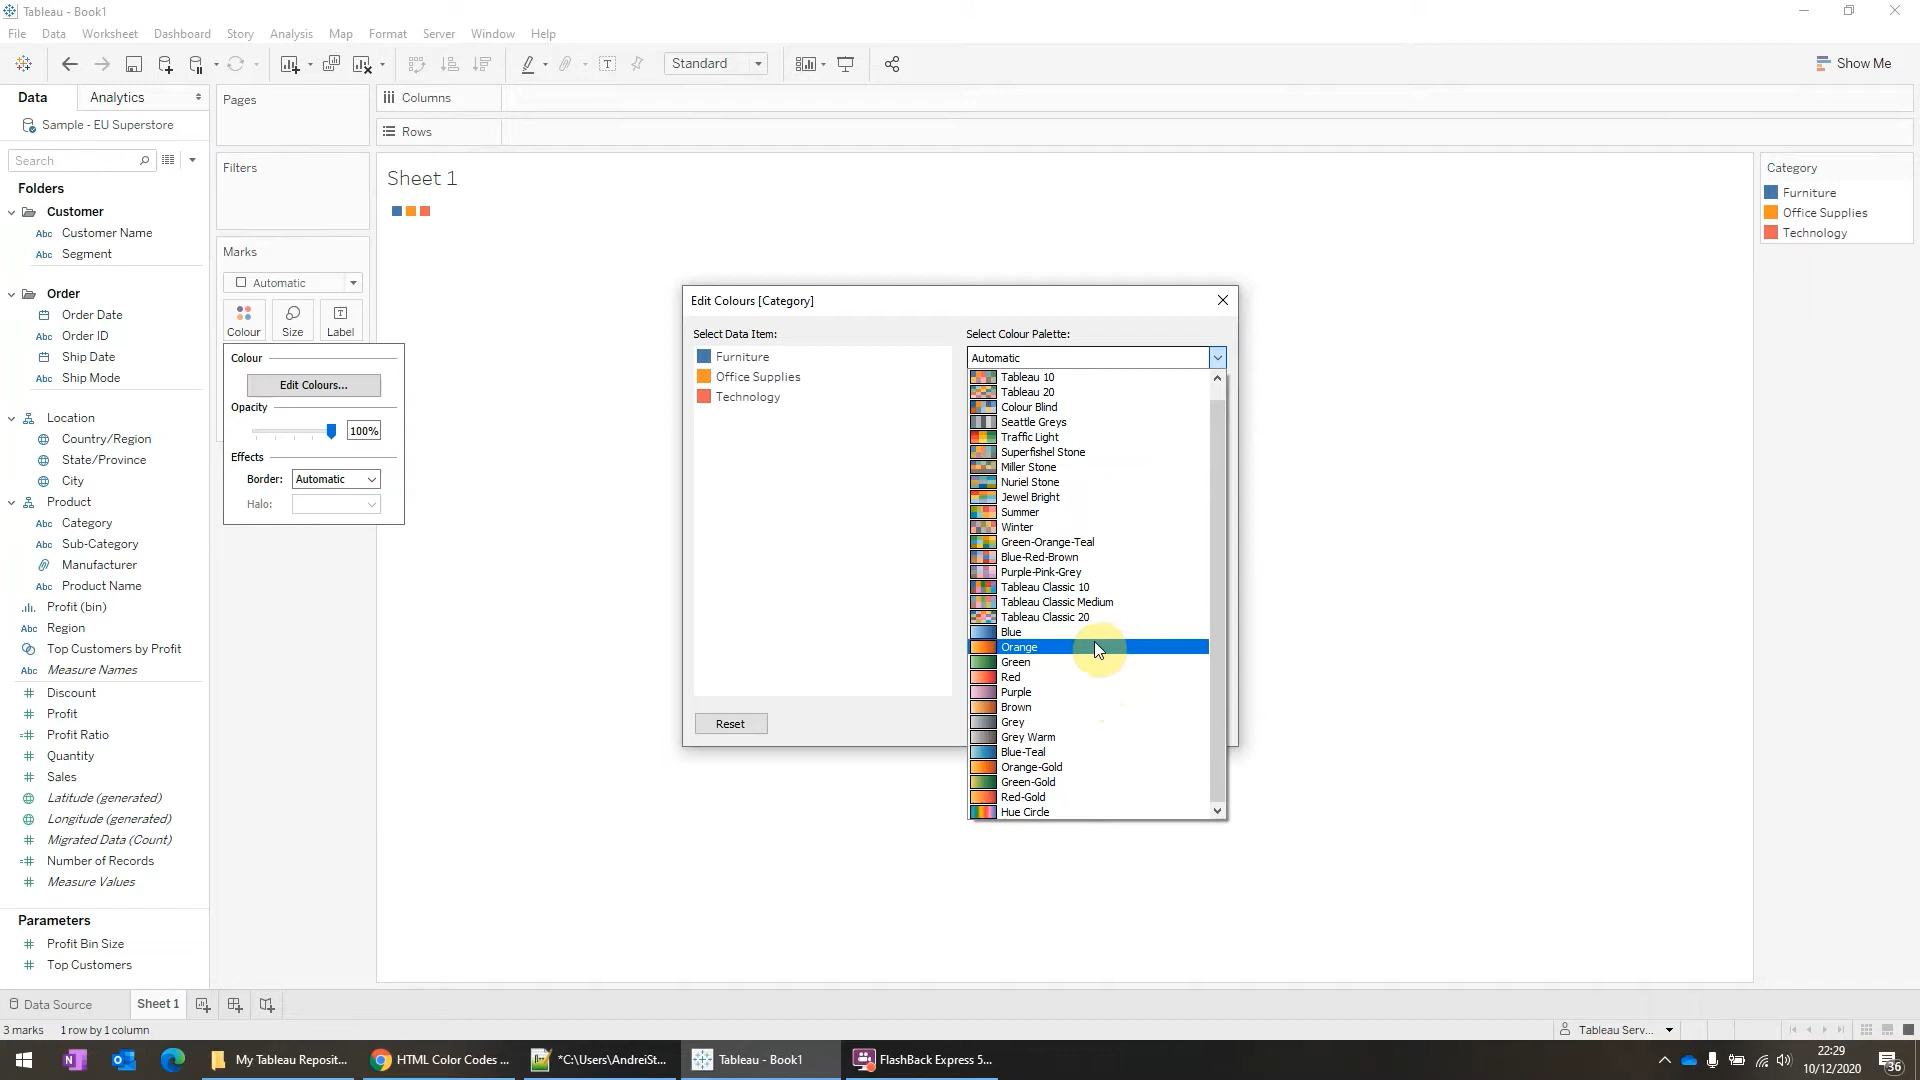 Tableau - Book1
File Data Worksheet Dashboard Story Analysis Map Format Server Window Help
Standard
Show Me
Data
Analytics
Sample - EU Superstore
Search
Folders
Customer
Abc Customer Name
Abc Segment
Order
Order Date
Abc Order ID
Ship Date
Abc Ship Mode
Location
Country/Region
State/Province
City
Product
Abc Category
Abc Sub-Category
Manufacturer
Abc Product Name
Profit (bin)
Abc Region
Top Customers by Profit
Abc Measure Names
# Discount
# Profit
=# Profit Ratio
# Quantity
# Sales
Latitude (generated)
Longitude (generated)
# Migrated Data (Count)
=# Number of Records
# Measure Values
Parameters
# Profit Bin Size
# Top Customers
Pages
Filters
Marks
Automatic
Colour
Size
Label
Colour
Edit Colours...
Opacity
100%
Effects
Border: Automatic
Halo:
Columns
Rows
Sheet 1
Edit Colours [Category]
Select Data Item:
Furniture
Office Supplies
Technology
Reset
Select Colour Palette:
Automatic
Tableau 10
Tableau 20
Colour Blind
Seattle Greys
Traffic Light
Superfishel Stone
Miller Stone
Nuriel Stone
Jewel Bright
Summer
Winter
Green-Orange-Teal
Blue-Red-Brown
Purple-Pink-Grey
Tableau Classic 10
Tableau Classic Medium
Tableau Classic 20
Blue
Orange
Green
Red
Purple
Brown
Grey
Grey Warm
Blue-Teal
Orange-Gold
Green-Gold
Red-Gold
Hue Circle
Category
Furniture
Office Supplies
Technology
Data Source
Sheet 1
3 marks 1 row by 1 column
Tableau Serv...
My Tableau Reposit...
HTML Color Codes ...
*C:\Users\AndreiSt...
Tableau - Book1
FlashBack Express 5...
22:29
10/12/2020
36